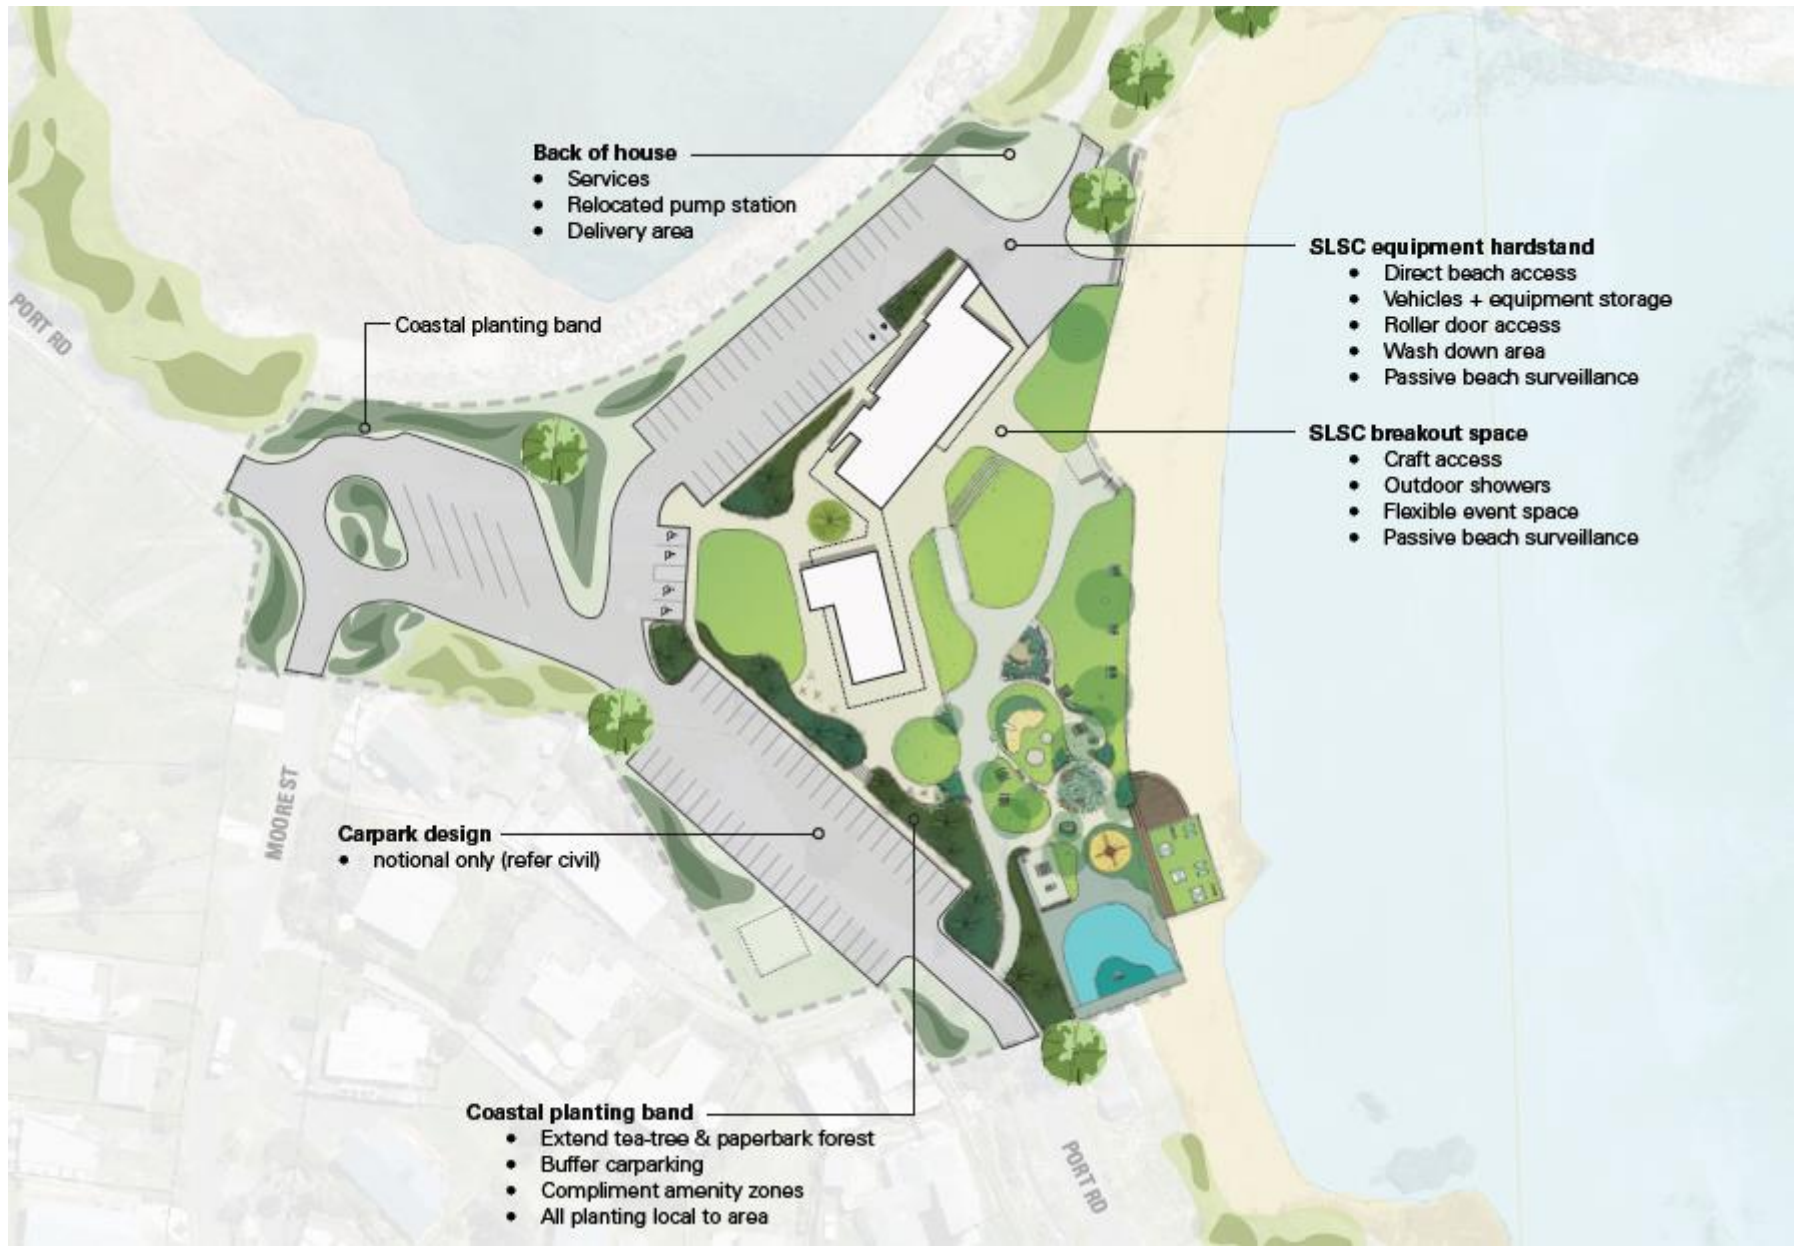 Back of house
• Services
• Relocated pump station
• Delivery area
SLSC equipment hardstand
• Direct beach access
• Vehicles + equipment storage
• Roller door access
• Wash down area
• Passive beach surveillance
PORT RD
Coastal planting band
SLSC breakout space
• Craft access
• Outdoor showers
• Flexible event space
• Passive beach surveillance
MOORE ST
Carpark design
• notional only (refer civil)
Coastal planting band
• Extend tea-tree & paperbark forest
• Buffer carparking
• Compliment amenity zones
• All planting local to area
PORT RD